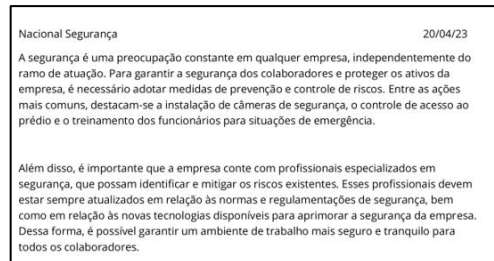 Nacional Segurança 20/04/23
A segurança é uma preocupação constante em qualquer empresa, independentemente do
ramo de atuação. Para garantir a segurança dos colaboradores e proteger os ativos da
empresa, é necessário adotar medidas de prevenção e controle de riscos. Entre as ações
mais comuns, destacam-se a instalação de câmeras de segurança, o controle de acesso ao
prédio e o treinamento dos funcionários para situações de emergência.
Além disso, é importante que a empresa conte com profissionais especializados em
segurança, que possam identificar e mitigar os riscos existentes. Esses profissionais devem
estar sempre atualizados em relação às normas e regulamentações de segurança, bem
como em relação às novas tecnologias disponíveis para aprimorar a segurança da empresa.
Dessa forma, é possível garantir um ambiente de trabalho mais seguro e tranquilo para
todos os colaboradores.